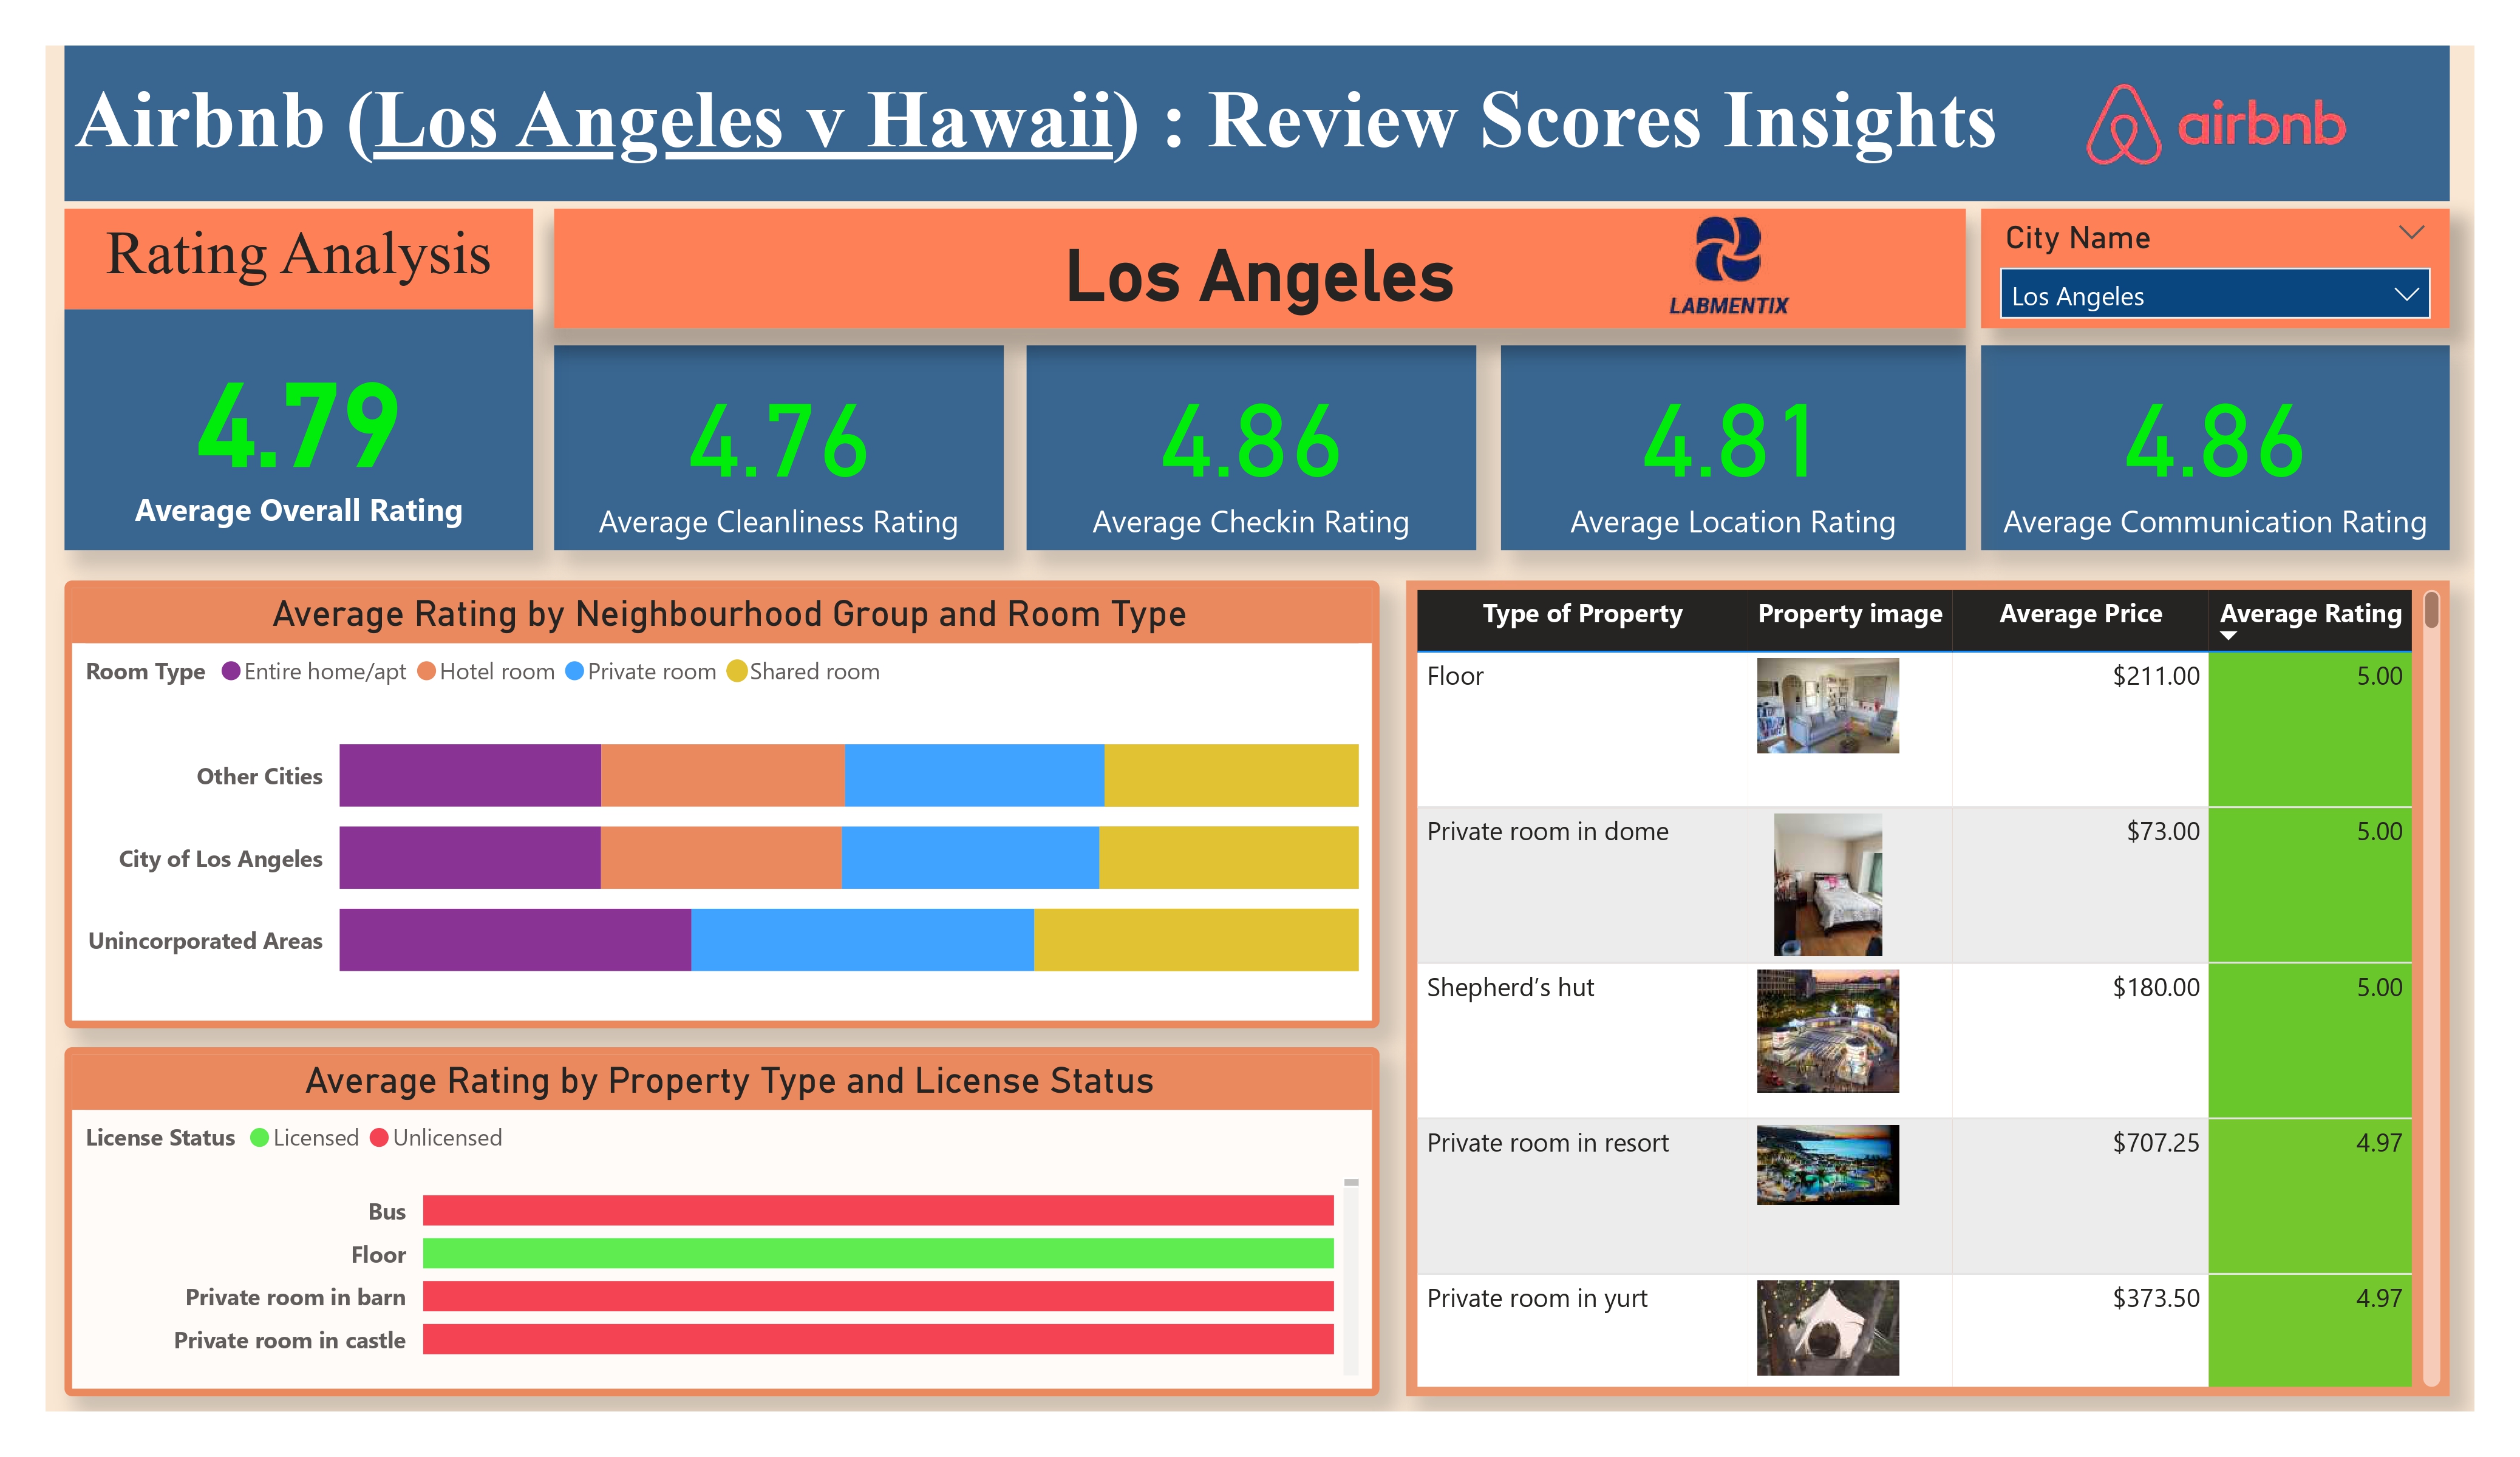 Airbnb (Los Angeles v Hawaii) : Review Scores Insights
airbnb
Rating Analysis
Los Angeles
LABMENTIX
City Name
Los Angeles
4.79
Average Overall Rating
4.76
Average Cleanliness Rating
4.86
Average Checkin Rating
4.81
Average Location Rating
4.86
Average Communication Rating
Average Rating by Neighbourhood Group and Room Type
Room Type Entire home/apt Hotel room Private room Shared room
Other Cities
City of Los Angeles
Unincorporated Areas
Average Rating by Property Type and License Status
License Status Licensed Unlicensed
Bus
Floor
Private room in barn
Private room in castle
Type of Property Property image Average Price Average Rating
Floor $211.00 5.00
Private room in dome $73.00 5.00
Shepherd’s hut $180.00 5.00
Private room in resort $707.25 4.97
Private room in yurt $373.50 4.97